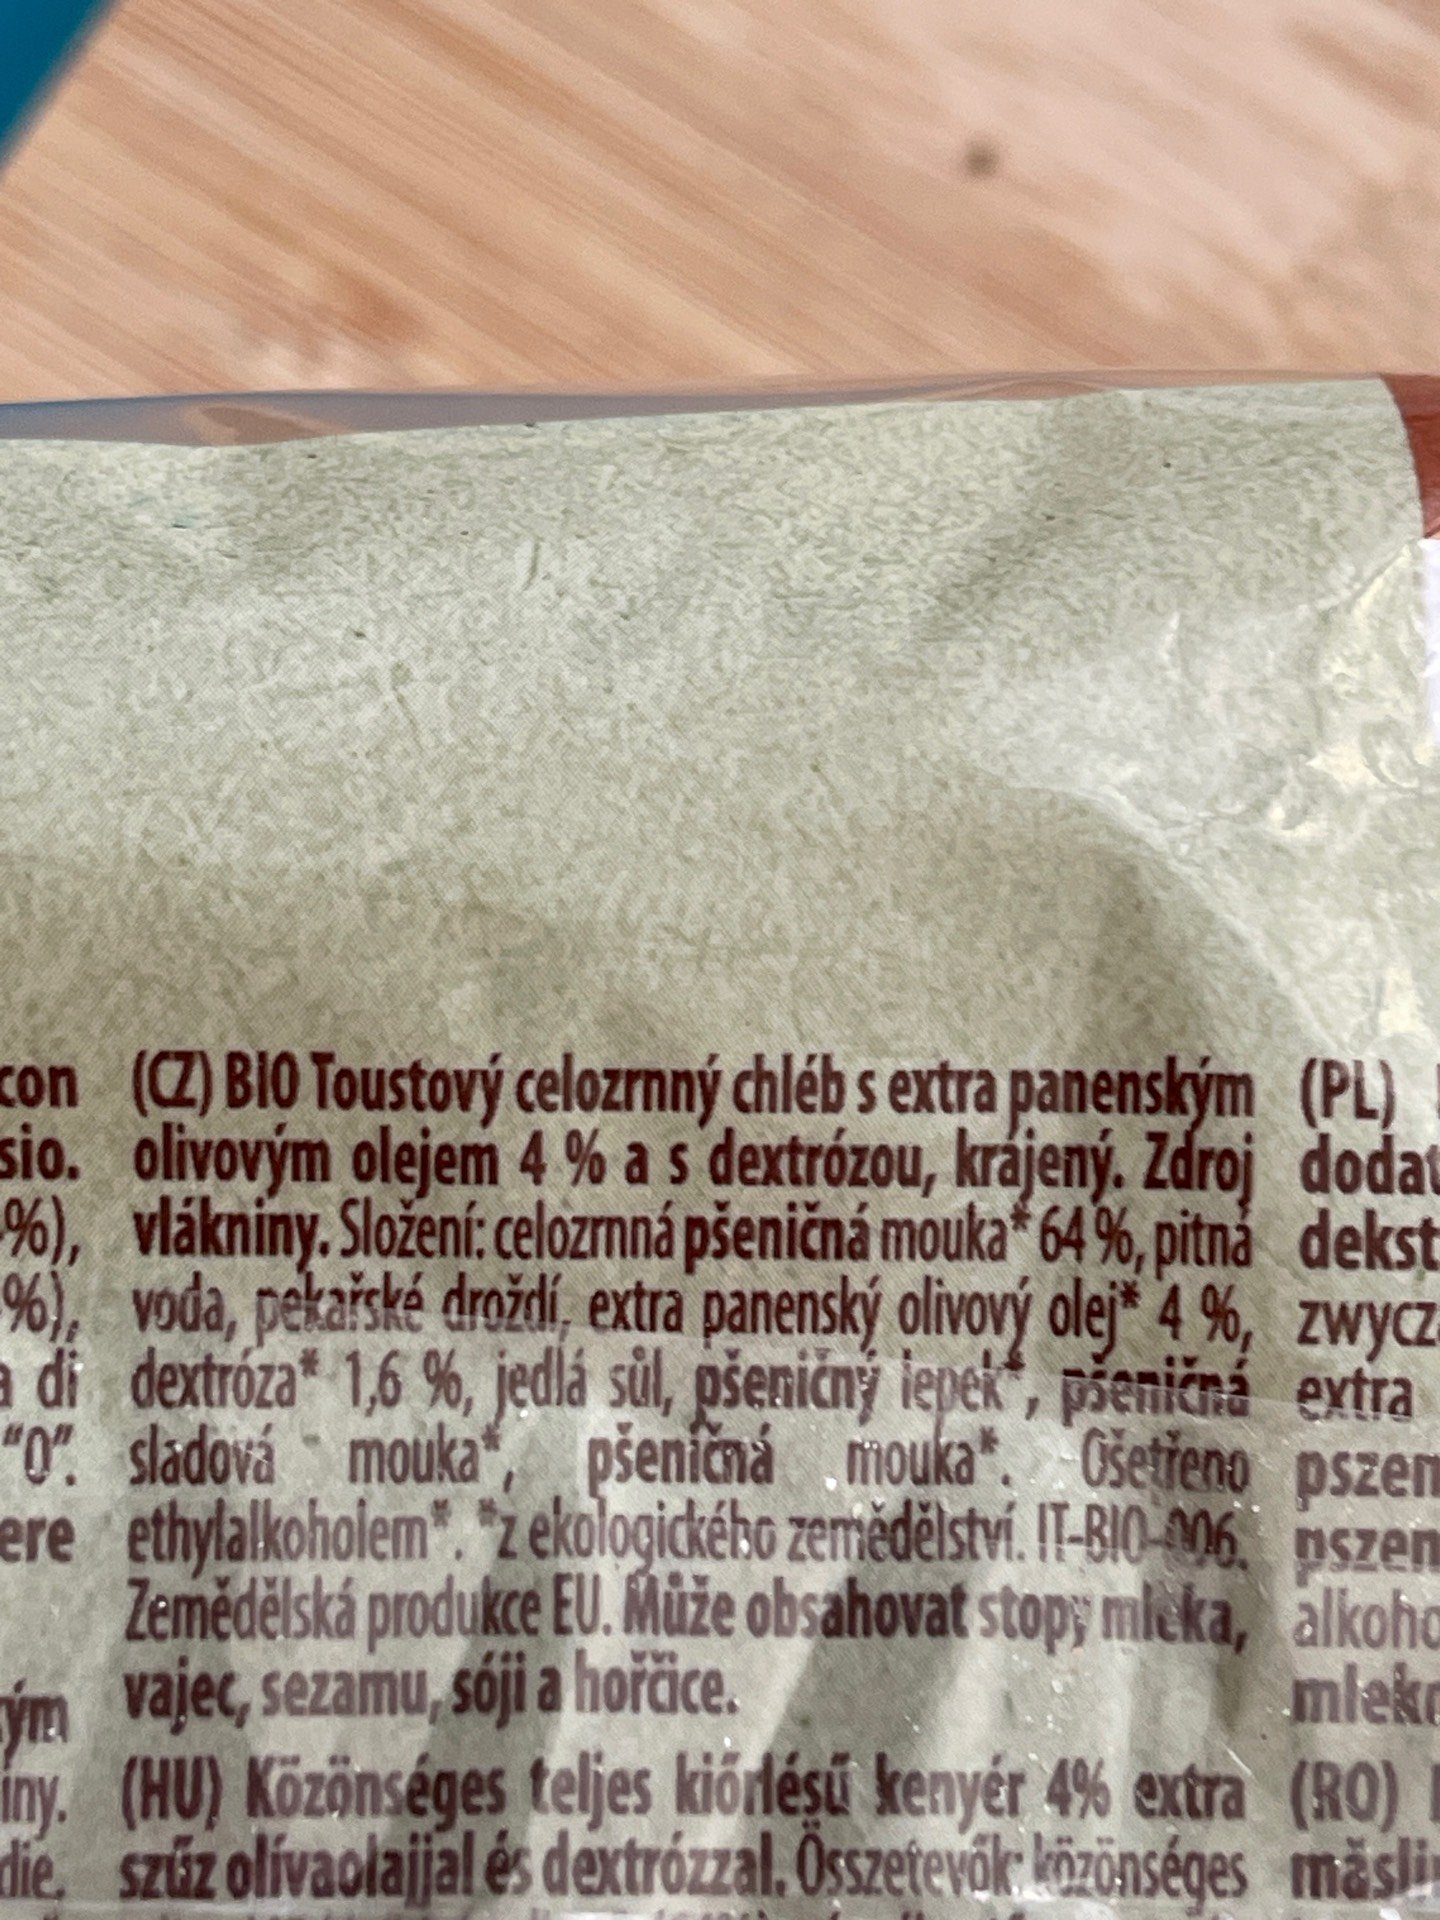 con
sio.
%),
%),
a di
"0".
ere
ým
iny.
die.
(CZ) BIO Toustový celozrnný chléb s extra panenským
olivovým olejem 4 % a s dextrózou, krájený. Zdroj
vlákniny. Složení: celozrnná pšeničná mouka* 64 %, pitná
voda, pekařské droždí, extra panenský olivový olej* 4 %,
dextróza* 1,6 %, jedlá sůl, pšeničný lepek*, pšeničná
sladová mouka*, pšeničná mouka*. Ošetřeno
ethylalkoholem*. *z ekologického zemědělství. IT-BIO-006.
Zemědělská produkce EU. Může obsahovat stopy mléka,
vajec, sezamu, sóji a hořčice.
(HU) Közönséges teljes kiőrlésű kenyér 4% extra
szűz olívaolajjal és dextrózzal. Összetevők: közönséges
(PL)
dodat
dekst
zwycza
extra
pszen
pszen
alkoho
mlek
(RO)
măslin